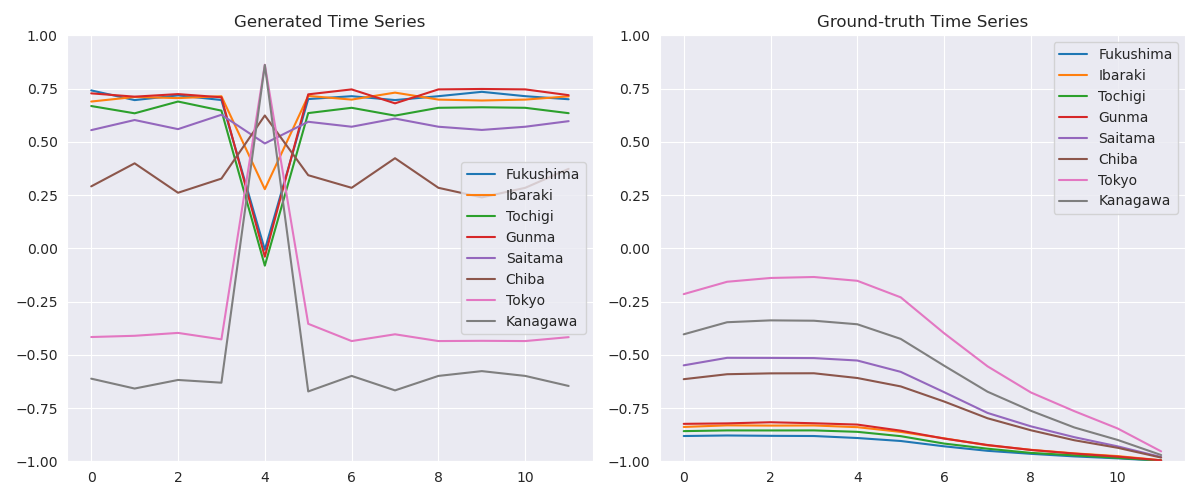 Generated Time Series
1.00
0.75
0.50
0.25
0.00
−0.25
−0.50
−0.75
−1.00
0 2 4 6 8 10
Fukushima
Ibaraki
Tochigi
Gunma
Saitama
Chiba
Tokyo
Kanagawa
Ground-truth Time Series
1.00
0.75
0.50
0.25
0.00
−0.25
−0.50
−0.75
−1.00
0 2 4 6 8 10
Fukushima
Ibaraki
Tochigi
Gunma
Saitama
Chiba
Tokyo
Kanagawa